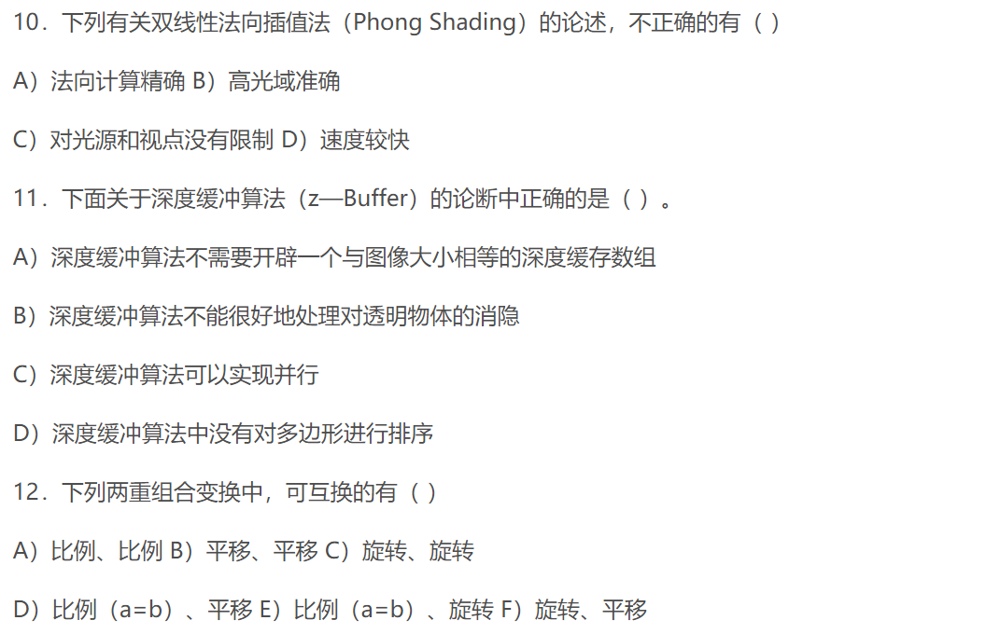 10．下列有关双线性法向插值法（Phong Shading）的论述，不正确的有（ ）
A）法向计算精确 B）高光域准确
C）对光源和视点没有限制 D）速度较快
11．下面关于深度缓冲算法（z—Buffer）的论断中正确的是（ ）。
A）深度缓冲算法不需要开辟一个与图像大小相等的深度缓存数组
B）深度缓冲算法不能很好地处理对透明物体的消隐
C）深度缓冲算法可以实现并行
D）深度缓冲算法中没有对多边形进行排序
12．下列两重组合变换中，可互换的有（ ）
A）比例、比例 B）平移、平移 C）旋转、旋转
D）比例（a=b）、平移 E）比例（a=b）、旋转 F）旋转、平移